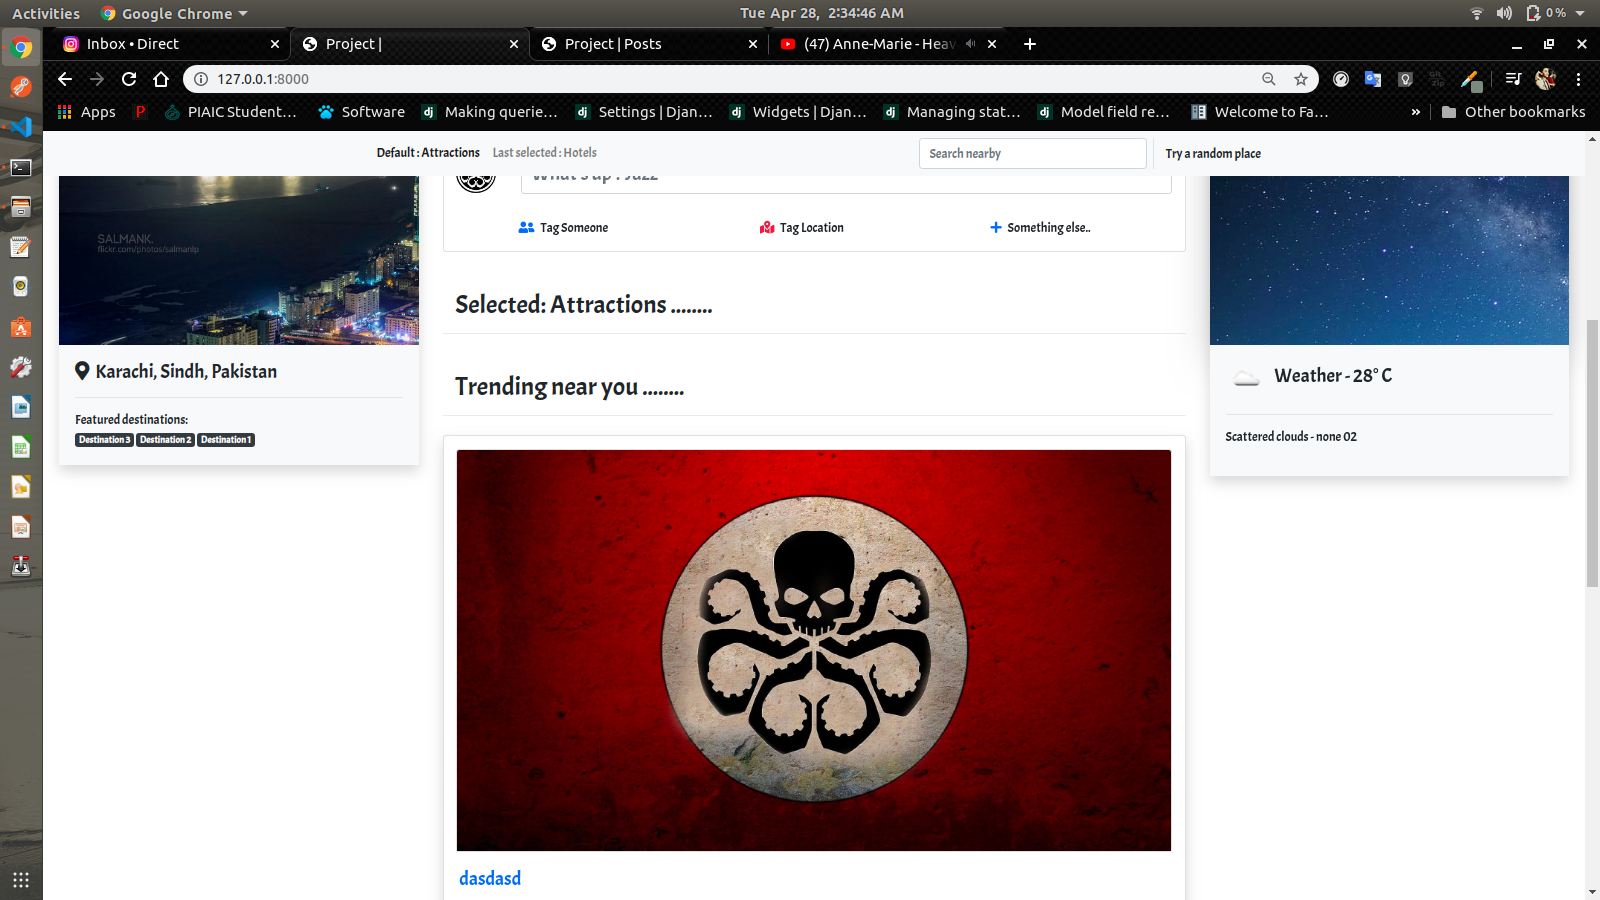 Activities
Google Chrome
Tue Apr 28, 2:34:46 AM
0 %
Inbox • Direct
Project |
Project | Posts
(47) Anne-Marie - Heav
127.0.0.1:8000
Apps
PIAIC Student…
Software
Making querie…
Settings | Djan…
Widgets | Djan…
Managing stat…
Model field re…
Welcome to Fa…
»
Other bookmarks
Default : Attractions
Last selected : Hotels
Search nearby
Try a random place
What's up ? Jazz
SALMANK.
flickr.com/photos/salmanlp
Tag Someone
Tag Location
Something else..
Selected: Attractions ........
Karachi, Sindh, Pakistan
Weather - 28° C
Trending near you ........
Featured destinations:
Destination 3 Destination 2 Destination 1
Scattered clouds - none 02
dasdasd